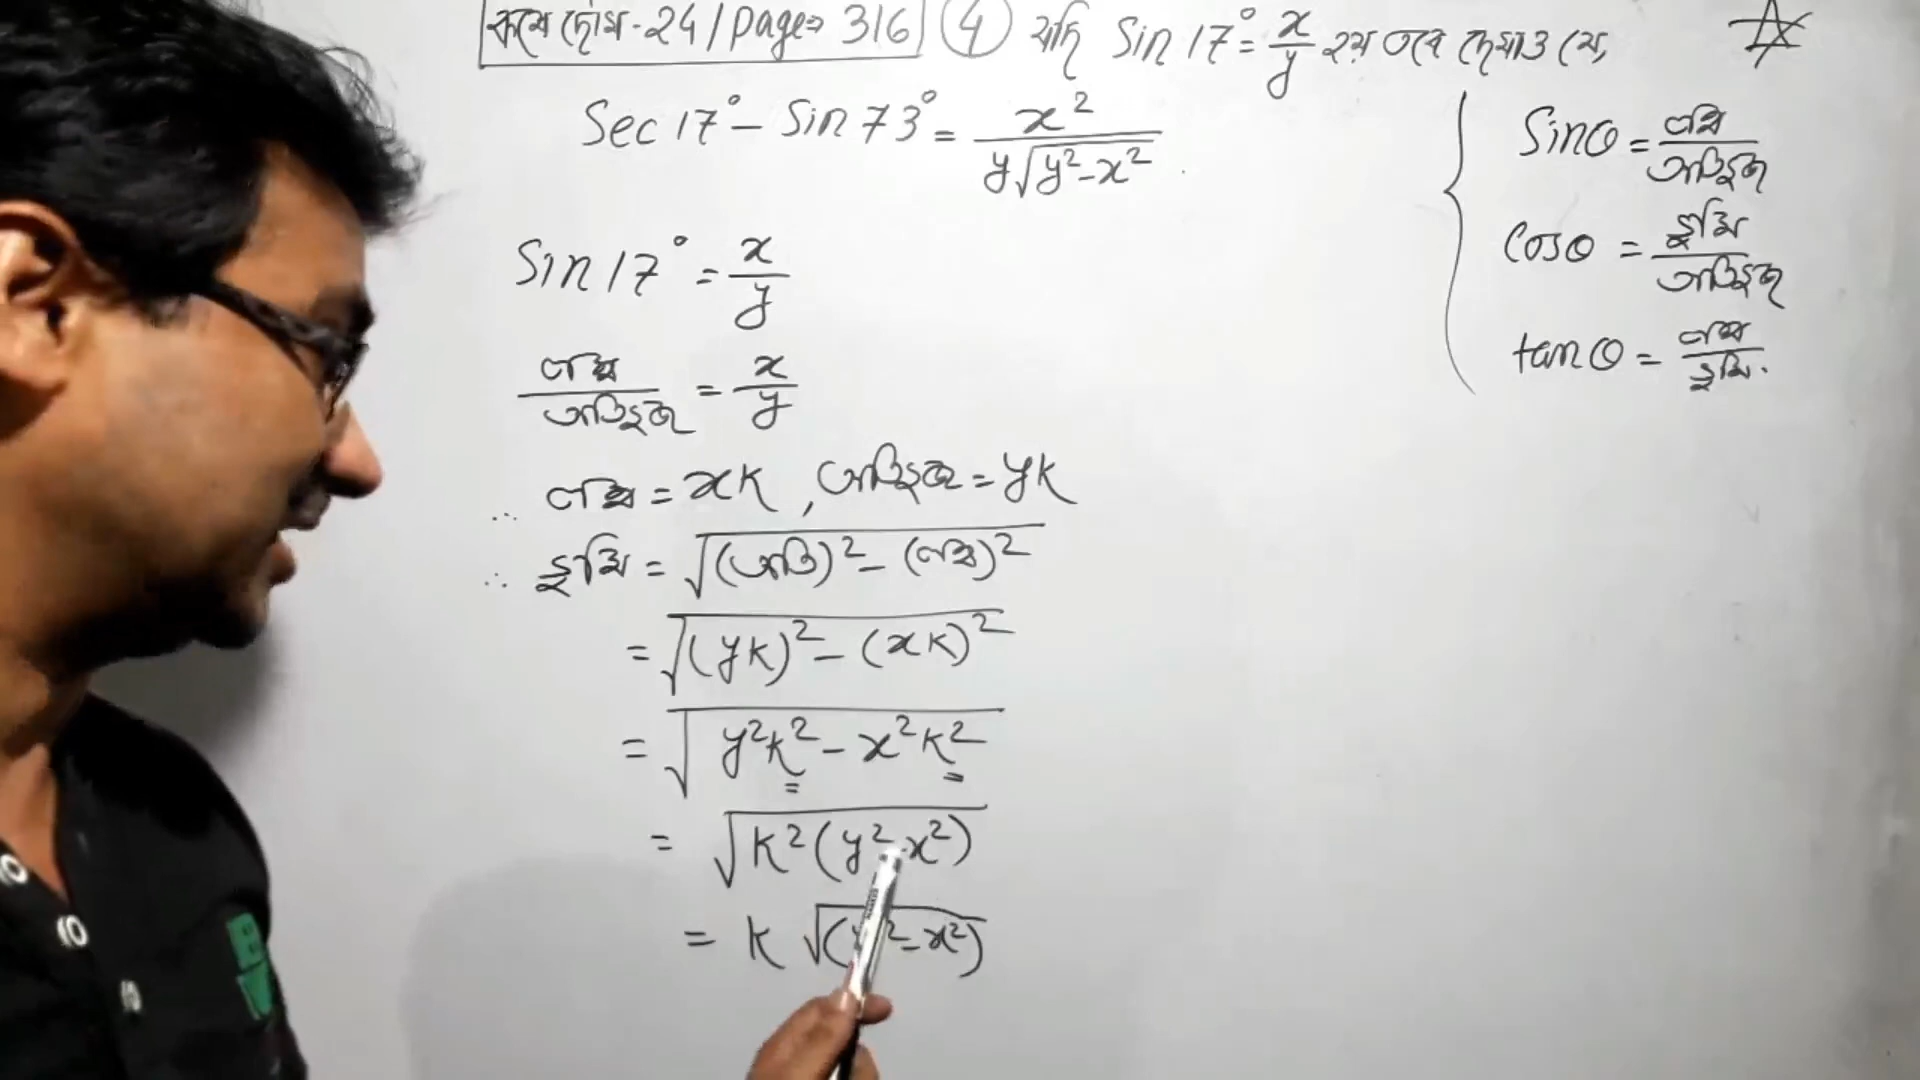 কষে দেখি - 24 / page⇒ 316 ④ যদি Sin 17° = x/y হয় তবে দেখাও যে,
Sec 17° - Sin 73° = x²/(y√(y²-x²))
Sin 17° = x/y
লম্ব/অতিভুজ = x/y
∴ লম্ব = xk, অতিভুজ = yk
∴ ভূমি = √((অতি)² - (লম্ব)²)
= √((yk)² - (xk)²)
= √(y²k² - x²k²)
= √(k²(y²-x²))
= k √(y²-x²)
Sinθ = লম্ব/অতিভুজ
Cosθ = ভূমি/অতিভুজ
tanθ = লম্ব/ভূমি.